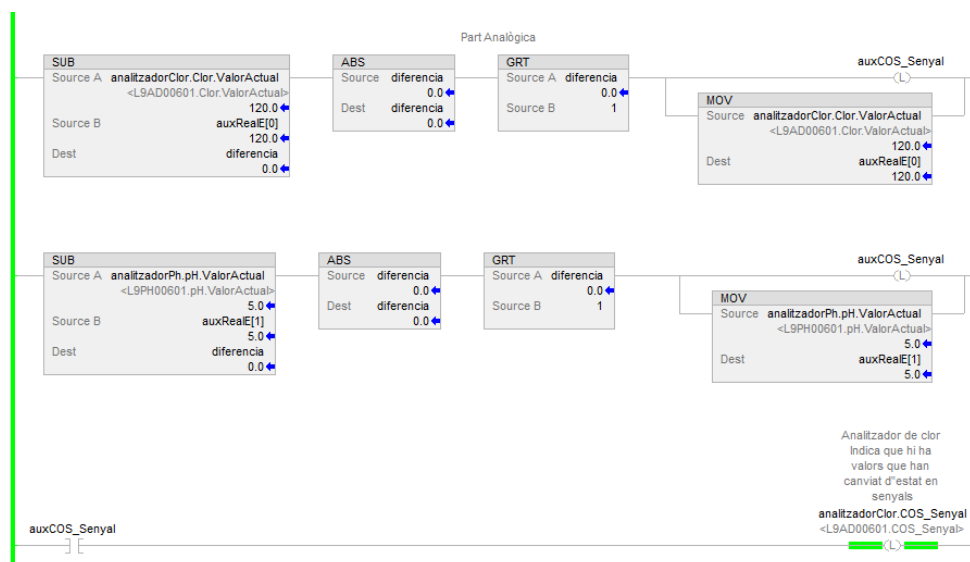 Part Analògica
SUB
Source A analitzadorClor.Clor.ValorActual
<L9AD00601.Clor.ValorActual>
120.0
Source B auxRealE[0]
120.0
Dest diferencia
0.0
ABS
Source diferencia
0.0
Dest diferencia
0.0
GRT
Source A diferencia
0.0
Source B 1
auxCOS_Senyal
(L)
MOV
Source analitzadorClor.Clor.ValorActual
<L9AD00601.Clor.ValorActual>
120.0
Dest auxRealE[0]
120.0
SUB
Source A analitzadorPh.pH.ValorActual
<L9PH00601.pH.ValorActual>
5.0
Source B auxRealE[1]
5.0
Dest diferencia
0.0
ABS
Source diferencia
0.0
Dest diferencia
0.0
GRT
Source A diferencia
0.0
Source B 1
auxCOS_Senyal
(L)
MOV
Source analitzadorPh.pH.ValorActual
<L9PH00601.pH.ValorActual>
5.0
Dest auxRealE[1]
5.0
Analitzador de clor
Indica que hi ha
valors que han
canviat d"estat en
senyals
analitzadorClor.COS_Senyal
<L9AD00601.COS_Senyal>
auxCOS_Senyal
(L)